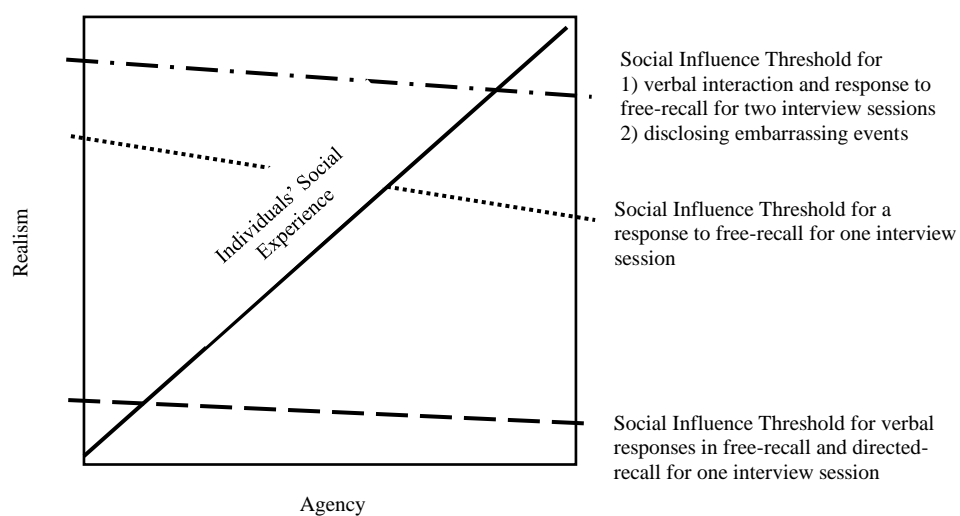 Social Influence Threshold for
1) verbal interaction and response to
free-recall for two interview sessions
2) disclosing embarrassing events
Individuals' Social
Experience
Social Influence Threshold for a
response to free-recall for one interview
session
Realism
Social Influence Threshold for verbal
responses in free-recall and directed-
recall for one interview session
Agency